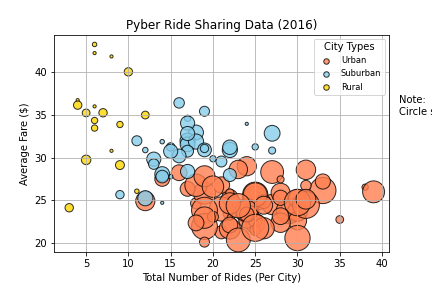 Pyber Ride Sharing Data (2016)
City Types
Urban
Suburban
Rural
Note:
Circle
Average Fare ($)
40
35
30
25
20
5 10 15 20 25 30 35 40
Total Number of Rides (Per City)